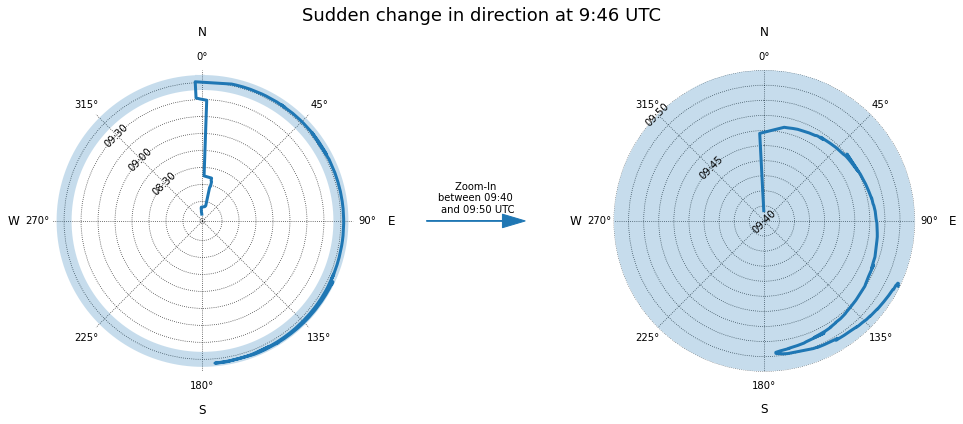 Sudden change in direction at 9:46 UTC
N
0°
45°
90°
E
135°
180°
S
225°
W
270°
315°
08:30
09:00
09:30
Zoom-In
between 09:40
and 09:50 UTC
N
0°
45°
90°
E
135°
180°
S
225°
W
270°
315°
09:40
09:45
09:50